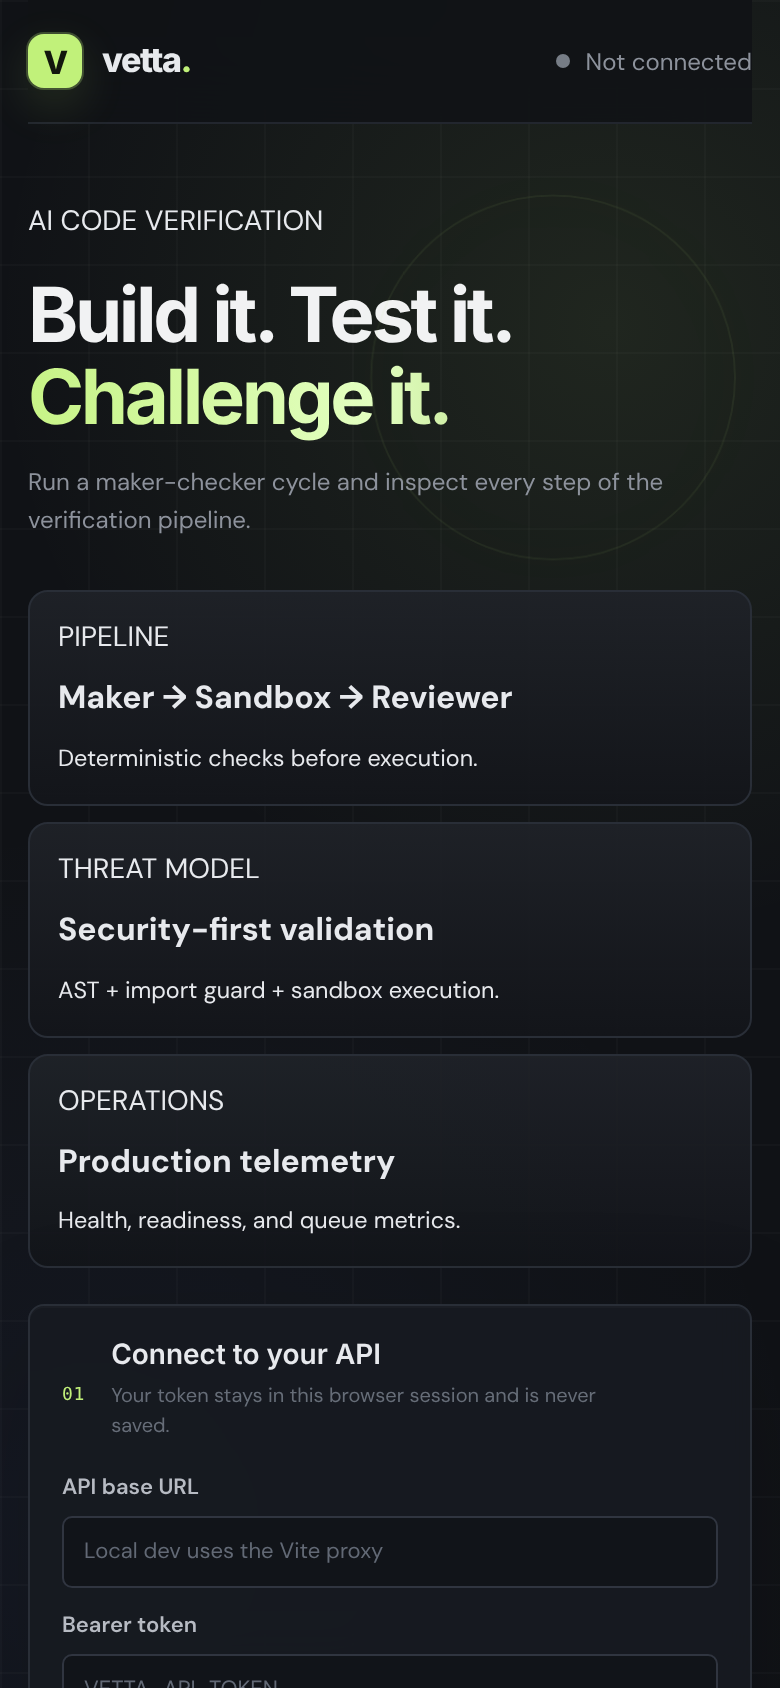 V vetta.
Not connected
AI CODE VERIFICATION
Build it. Test it.
Challenge it.
Run a maker-checker cycle and inspect every step of the
verification pipeline.
PIPELINE
Maker → Sandbox → Reviewer
Deterministic checks before execution.
THREAT MODEL
Security-first validation
AST + import guard + sandbox execution.
OPERATIONS
Production telemetry
Health, readiness, and queue metrics.
Connect to your API
01
Your token stays in this browser session and is never
saved.
API base URL
Local dev uses the Vite proxy
Bearer token
VETTA_API_TOKEN